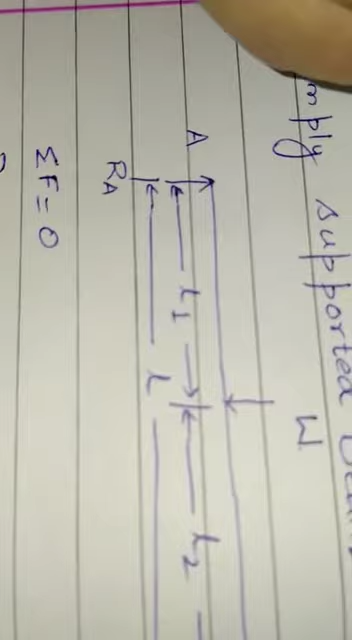 mply supported
W
A
L1 L2
RA L
ΣF = 0